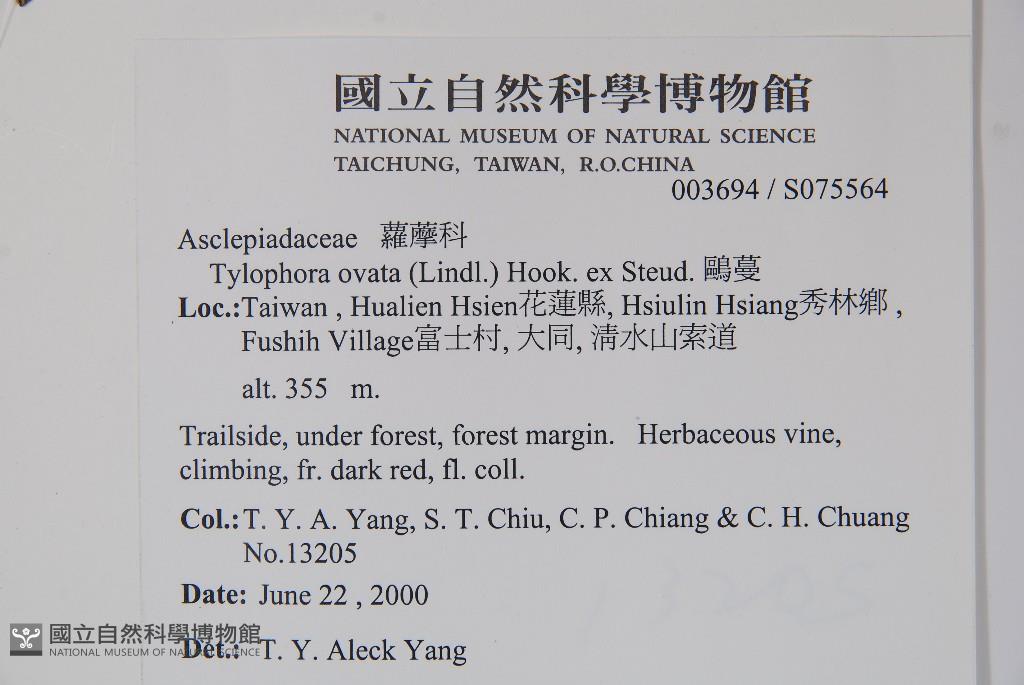 國立自然科學博物館
NATIONAL MUSEUM OF NATURAL SCIENCE
TAICHUNG, TAIWAN, R.O.CHINA
003694 / S075564
Asclepiadaceae 蘿藦科
Tylophora ovata (Lindl.) Hook. ex Steud. 鷗蔓
Loc.:Taiwan , Hualien Hsien花蓮縣, Hsiulin Hsiang秀林鄉 ,
Fushih Village富士村, 大同, 清水山索道
alt. 355 m.
Trailside, under forest, forest margin. Herbaceous vine,
climbing, fr. dark red, fl. coll.
Col.:T. Y. A. Yang, S. T. Chiu, C. P. Chiang & C. H. Chuang
No.13205
13205
Date: June 22 , 2000
Det.: T. Y. Aleck Yang
國立自然科學博物館
NATIONAL MUSEUM OF NATURAL SCIENCE